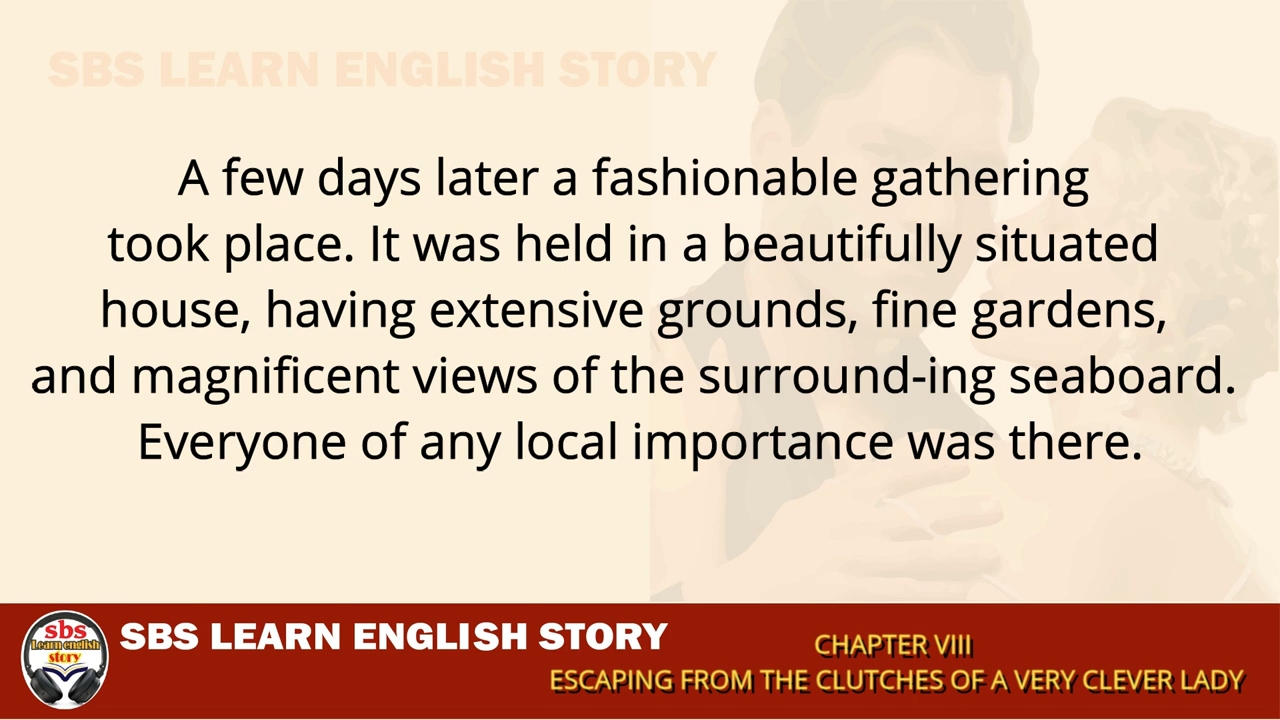 SBS LEARN ENGLISH STORY
A few days later a fashionable gathering
took place. It was held in a beautifully situated
house, having extensive grounds, fine gardens,
and magnificent views of the surround-ing seaboard.
Everyone of any local importance was there.
sbs
Learn english
story
SBS LEARN ENGLISH STORY
CHAPTER VIII
ESCAPING FROM THE CLUTCHES OF A VERY CLEVER LADY